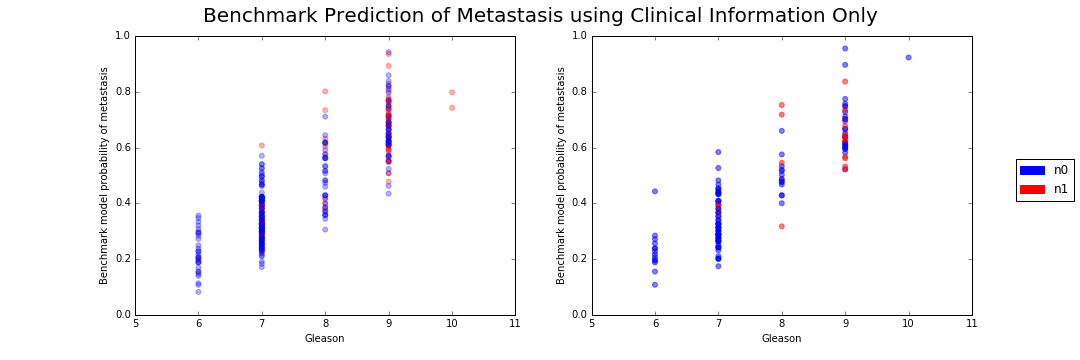 Benchmark Prediction of Metastasis using Clinical Information Only
Benchmark model probability of metastasis
1.0
0.8
0.6
0.4
0.2
0.0
5 6 7 8 9 10 11
Gleason
Benchmark model probability of metastasis
1.0
0.8
0.6
0.4
0.2
0.0
5 6 7 8 9 10 11
Gleason
n0
n1